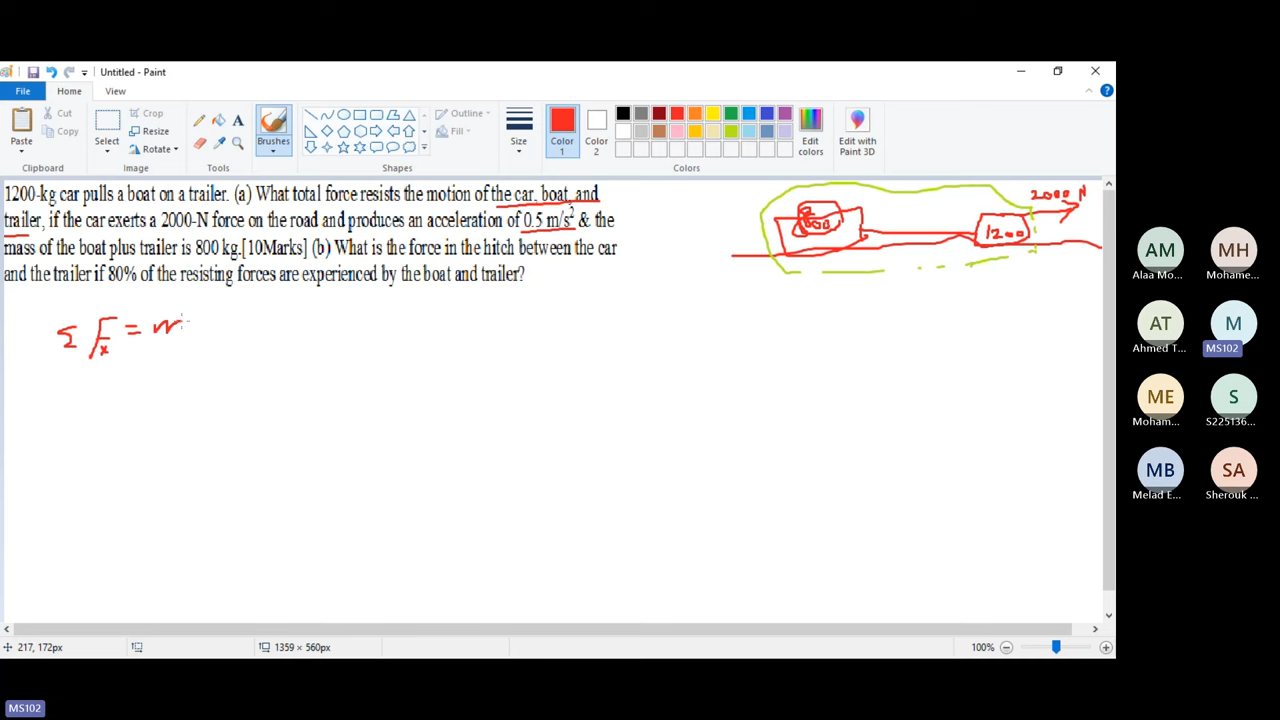 Untitled - Paint
File Home View
Paste
Cut
Copy
Clipboard
Select
Crop
Resize
Rotate
Image
Tools
Brushes
Outline
Fill
Shapes
Size
Color 1
Color 2
Edit colors
Colors
Edit with Paint 3D
1200-kg car pulls a boat on a trailer. (a) What total force resists the motion of the car, boat, and
trailer, if the car exerts a 2000-N force on the road and produces an acceleration of 0.5 m/s² & the
mass of the boat plus trailer is 800 kg.[10Marks] (b) What is the force in the hitch between the car
and the trailer if 80% of the resisting forces are experienced by the boat and trailer?
2000 N
1200
Σ Fx = m
217, 172px
1359 × 560px
100%
AM
Alaa Mo...
MH
Mohame...
AT
Ahmed T...
M
MS102
ME
Moham...
S
S225136...
MB
Melad E...
SA
Sherouk ...
MS102